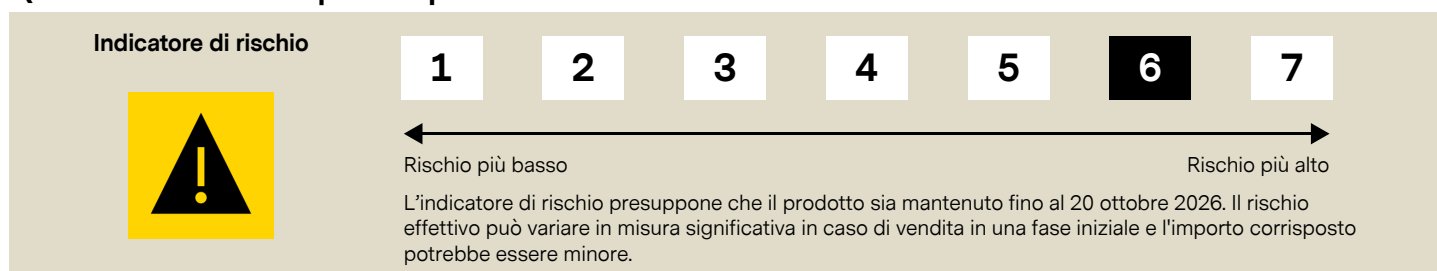 Indicatore di rischio
1 2 3 4 5 6 7
Rischio più basso Rischio più alto
L'indicatore di rischio presuppone che il prodotto sia mantenuto fino al 20 ottobre 2026. Il rischio
effettivo può variare in misura significativa in caso di vendita in una fase iniziale e l'importo corrisposto
potrebbe essere minore.